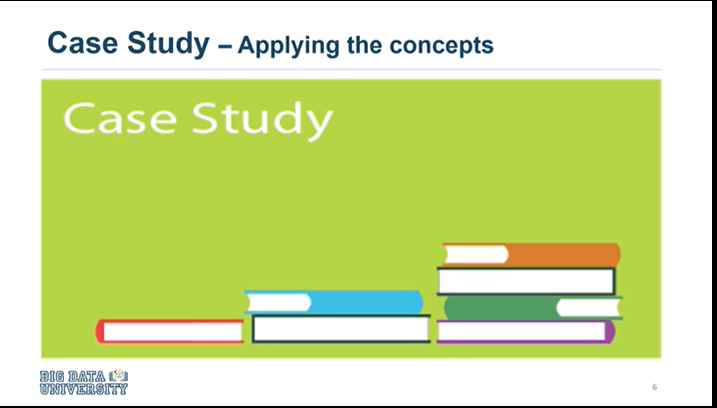 Case Study – Applying the concepts
Case Study
BIG DATA
UNIVERSITY
6